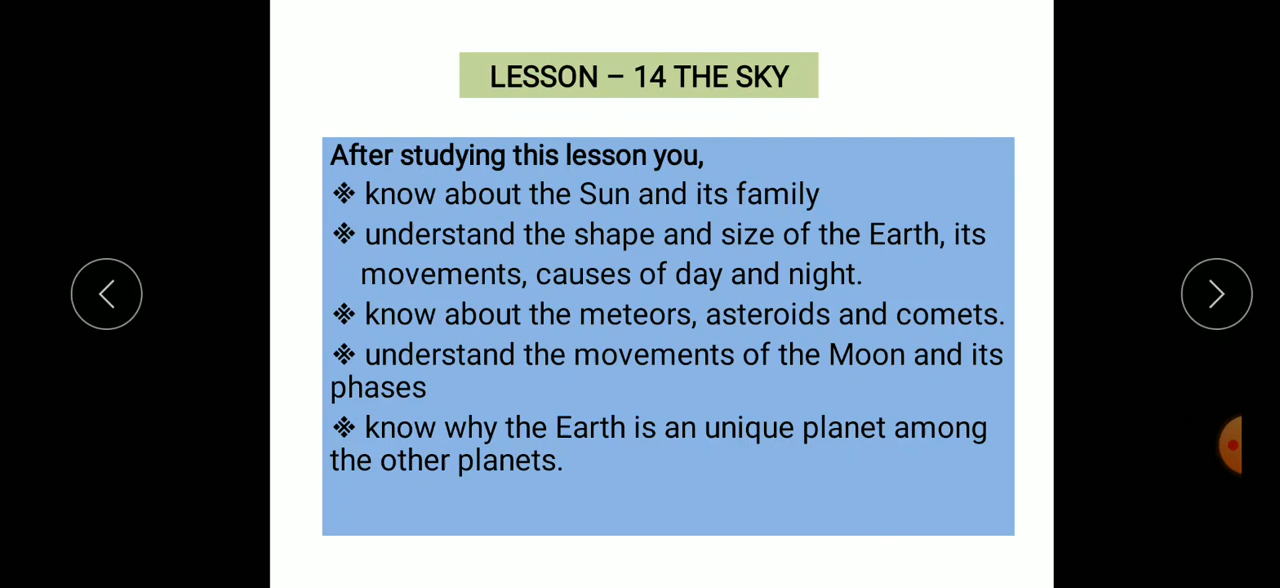 LESSON – 14 THE SKY
After studying this lesson you,
❖ know about the Sun and its family
❖ understand the shape and size of the Earth, its
movements, causes of day and night.
❖ know about the meteors, asteroids and comets.
❖ understand the movements of the Moon and its
phases
❖ know why the Earth is an unique planet among
the other planets.